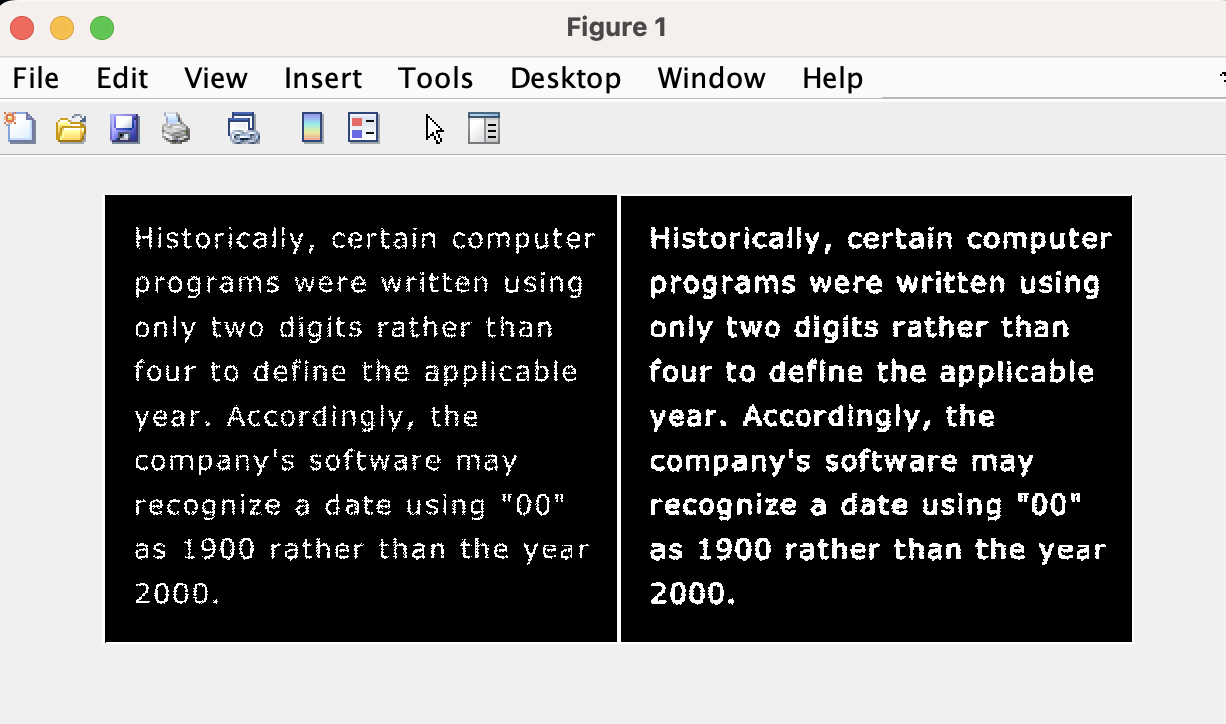 Figure 1
File Edit View Insert Tools Desktop Window Help
Historically, certain computer
programs were written using
only two digits rather than
four to define the applicable
year. Accordingly, the
company's software may
recognize a date using "00"
as 1900 rather than the year
2000.
Historically, certain computer
programs were written using
only two digits rather than
four to define the applicable
year. Accordingly, the
company's software may
recognize a date using "00"
as 1900 rather than the year
2000.